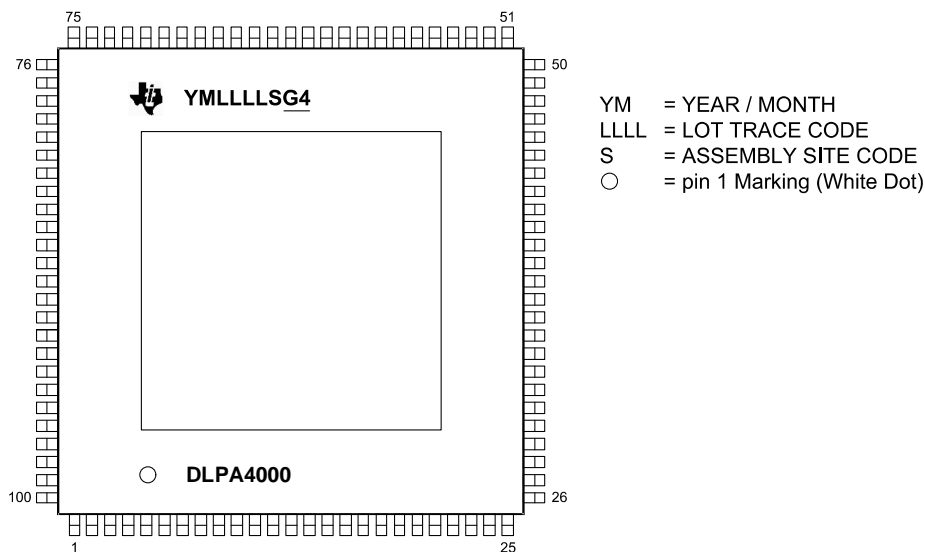 75 51
76 50
YMLLLLSG4
YM = YEAR / MONTH
LLLL = LOT TRACE CODE
S = ASSEMBLY SITE CODE
○ = pin 1 Marking (White Dot)
DLPA4000
100 26
1 25